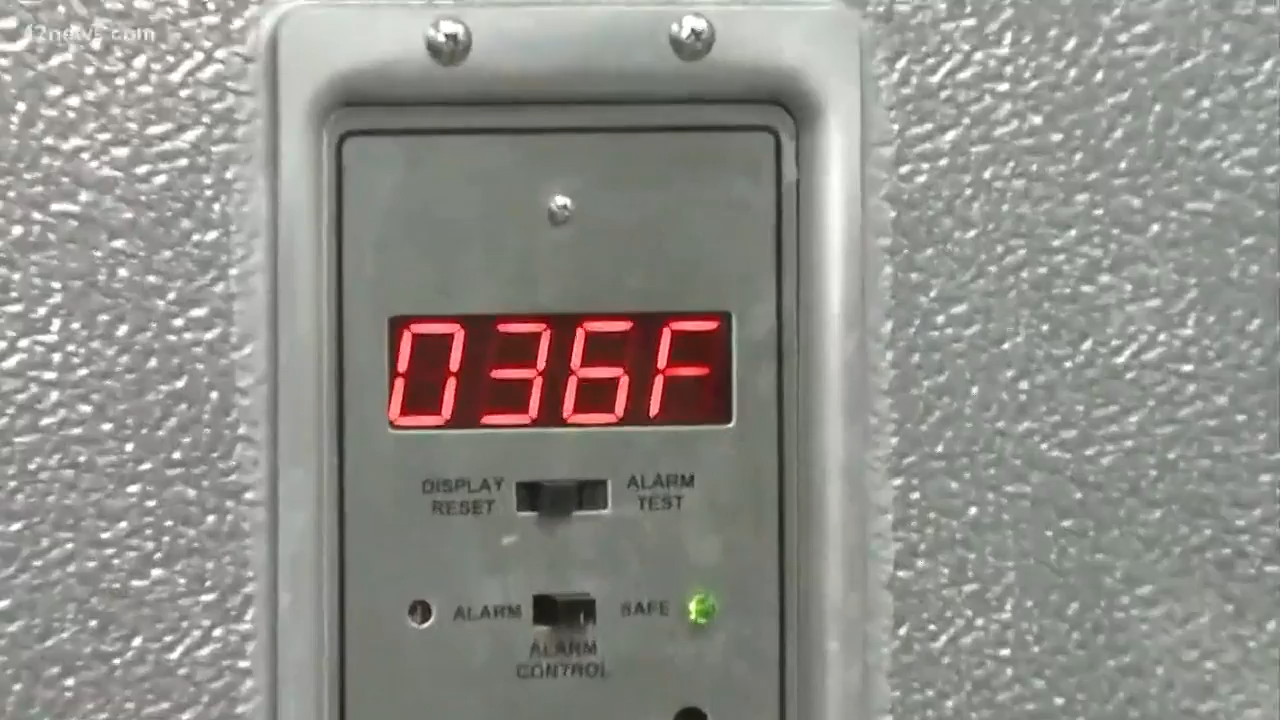 12news.com
036F
DISPLAY RESET
ALARM TEST
ALARM
SAFE
ALARM CONTROL